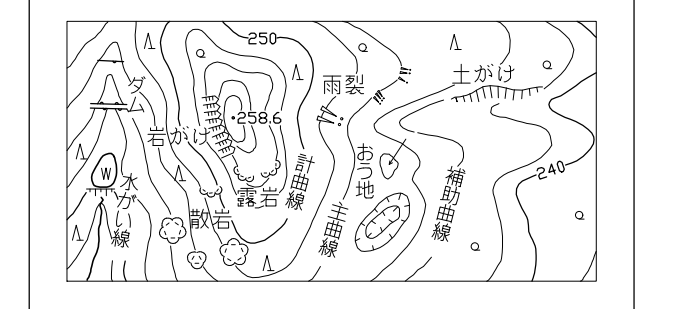 250
土がけ
雨裂
ダム
258.6
岩がけ
計曲線
おう地
補助曲線
240
W
水がい線
露岩
散岩
主曲線